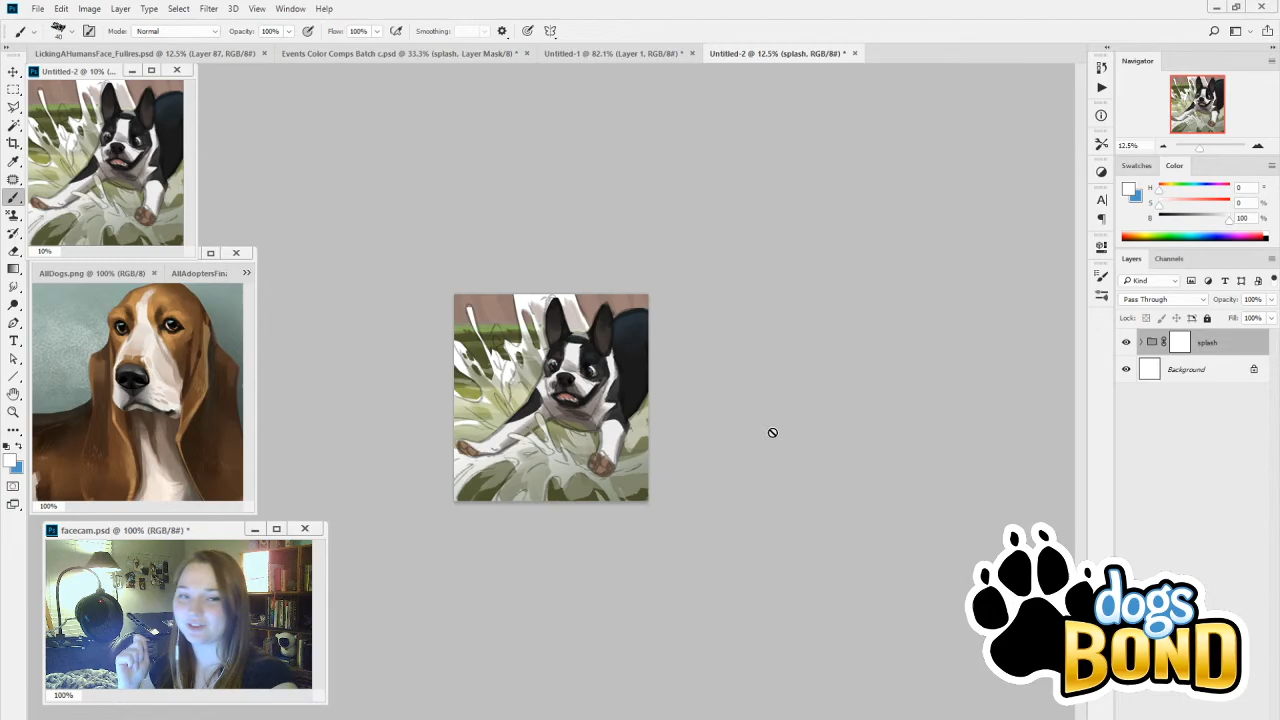 File Edit Image Layer Type Select Filter 3D View Window Help
40 Mode: Normal Opacity: 100% Flow: 100% Smoothing:
LickingAHumansFace_Fullres.psd @ 12.5% (Layer 87, RGB/8#) Events Color Comps Batch c.psd @ 33.3% (splash, Layer Mask/8) * Untitled-1 @ 82.1% (Layer 1, RGB/8#) * Untitled-2 @ 12.5% (splash, RGB/8#) *
Untitled-2 @ 10% (...
10%
AllDogs.png @ 100% (RGB/8) AllAdoptersFin
100%
facecam.psd @ 100% (RGB/8#) *
100%
Navigator
12.5%
Swatches Color
H 0 °
S 0 %
B 100 %
Layers Channels
Kind
Pass Through Opacity: 100%
Lock: Fill: 100%
splash
Background
dogs
BOND